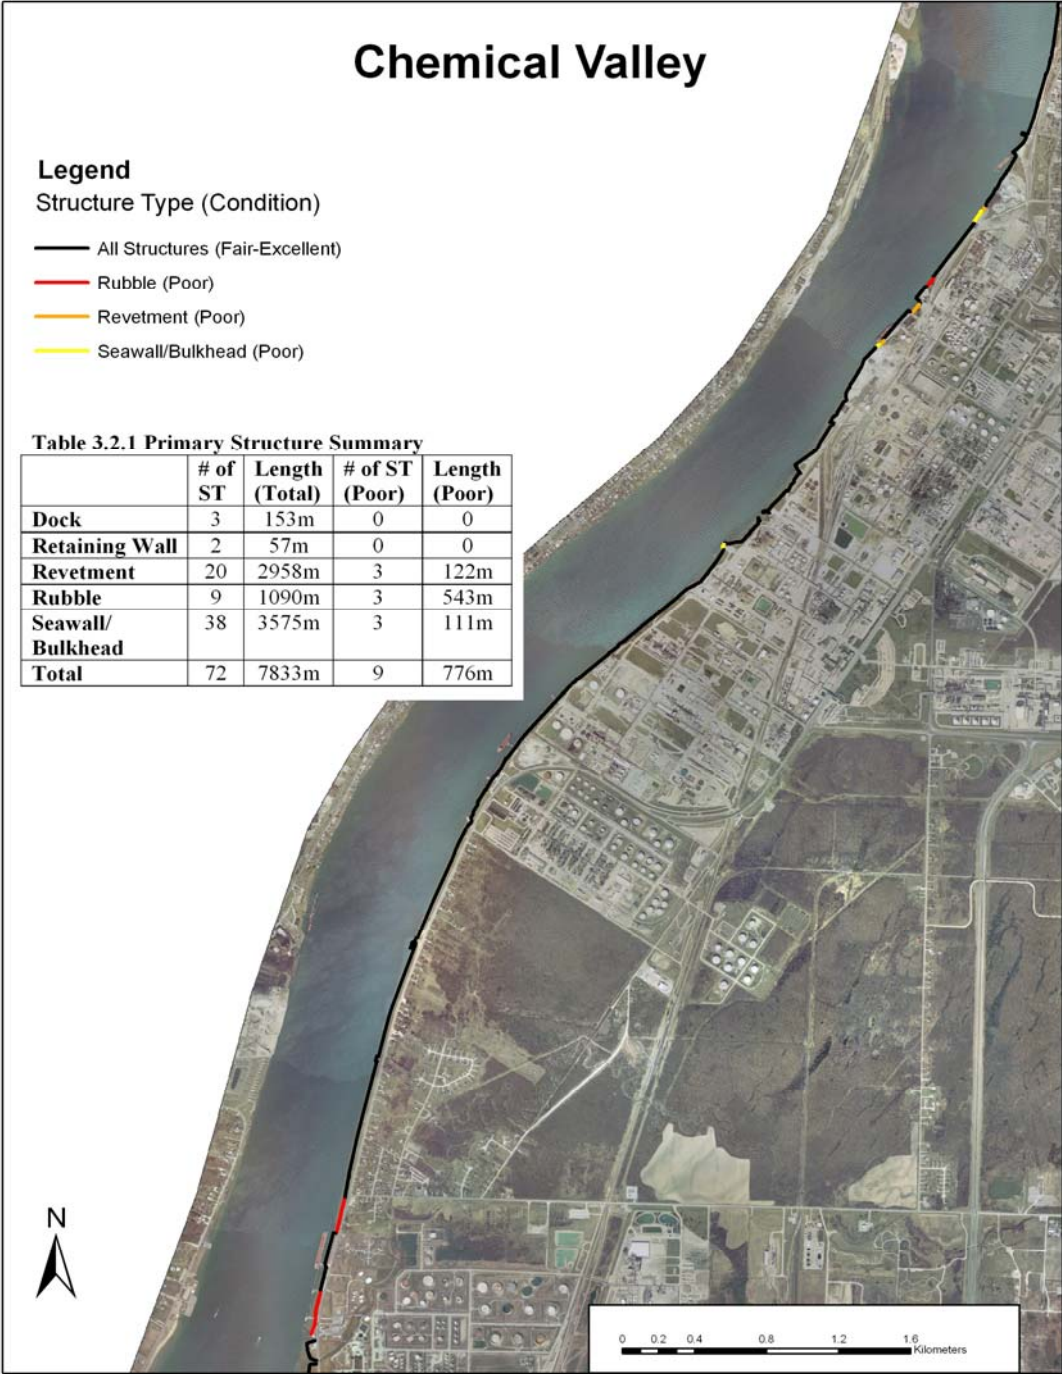 Chemical Valley
Legend
Structure Type (Condition)
All Structures (Fair-Excellent)
Rubble (Poor)
Revetment (Poor)
Seawall/Bulkhead (Poor)
Table 3.2.1 Primary Structure Summary
# of ST Length (Total) # of ST (Poor) Length (Poor)
Dock 3 153m 0 0
Retaining Wall 2 57m 0 0
Revetment 20 2958m 3 122m
Rubble 9 1090m 3 543m
Seawall/ Bulkhead 38 3575m 3 111m
Total 72 7833m 9 776m
N
0 0.2 0.4 0.8 1.2 1.6
Kilometers